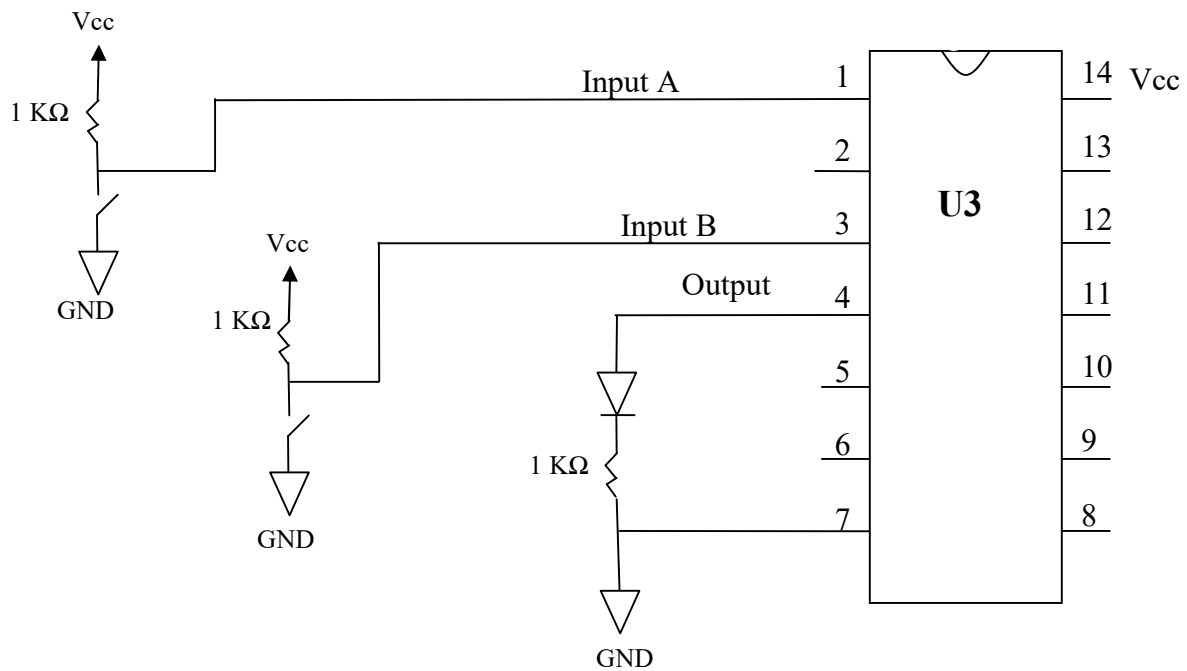 Vcc
1 KΩ
GND
Input A
Vcc
1 KΩ
GND
Input B
Output
1 KΩ
GND
U3
1
2
3
4
5
6
7
14 Vcc
13
12
11
10
9
8